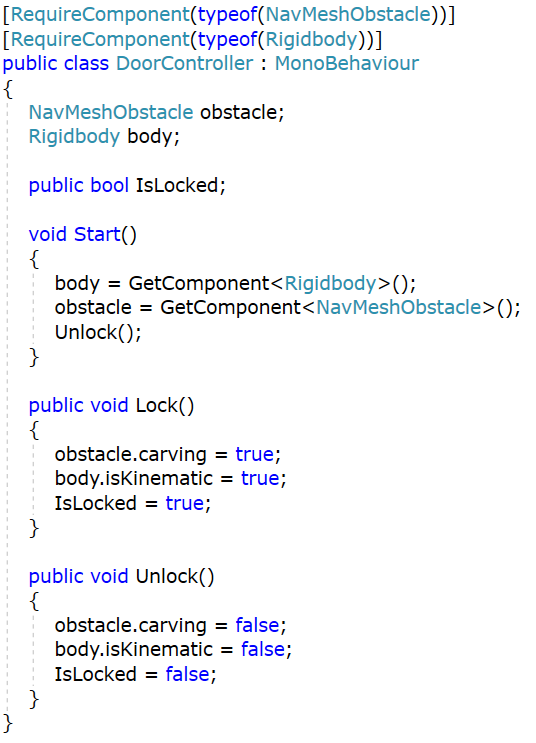 [RequireComponent(typeof(NavMeshObstacle))]
[RequireComponent(typeof(Rigidbody))]
public class DoorController : MonoBehaviour
{
    NavMeshObstacle obstacle;
    Rigidbody body;

    public bool IsLocked;

    void Start()
    {
        body = GetComponent<Rigidbody>();
        obstacle = GetComponent<NavMeshObstacle>();
        Unlock();
    }

    public void Lock()
    {
        obstacle.carving = true;
        body.isKinematic = true;
        IsLocked = true;
    }

    public void Unlock()
    {
        obstacle.carving = false;
        body.isKinematic = false;
        IsLocked = false;
    }
}